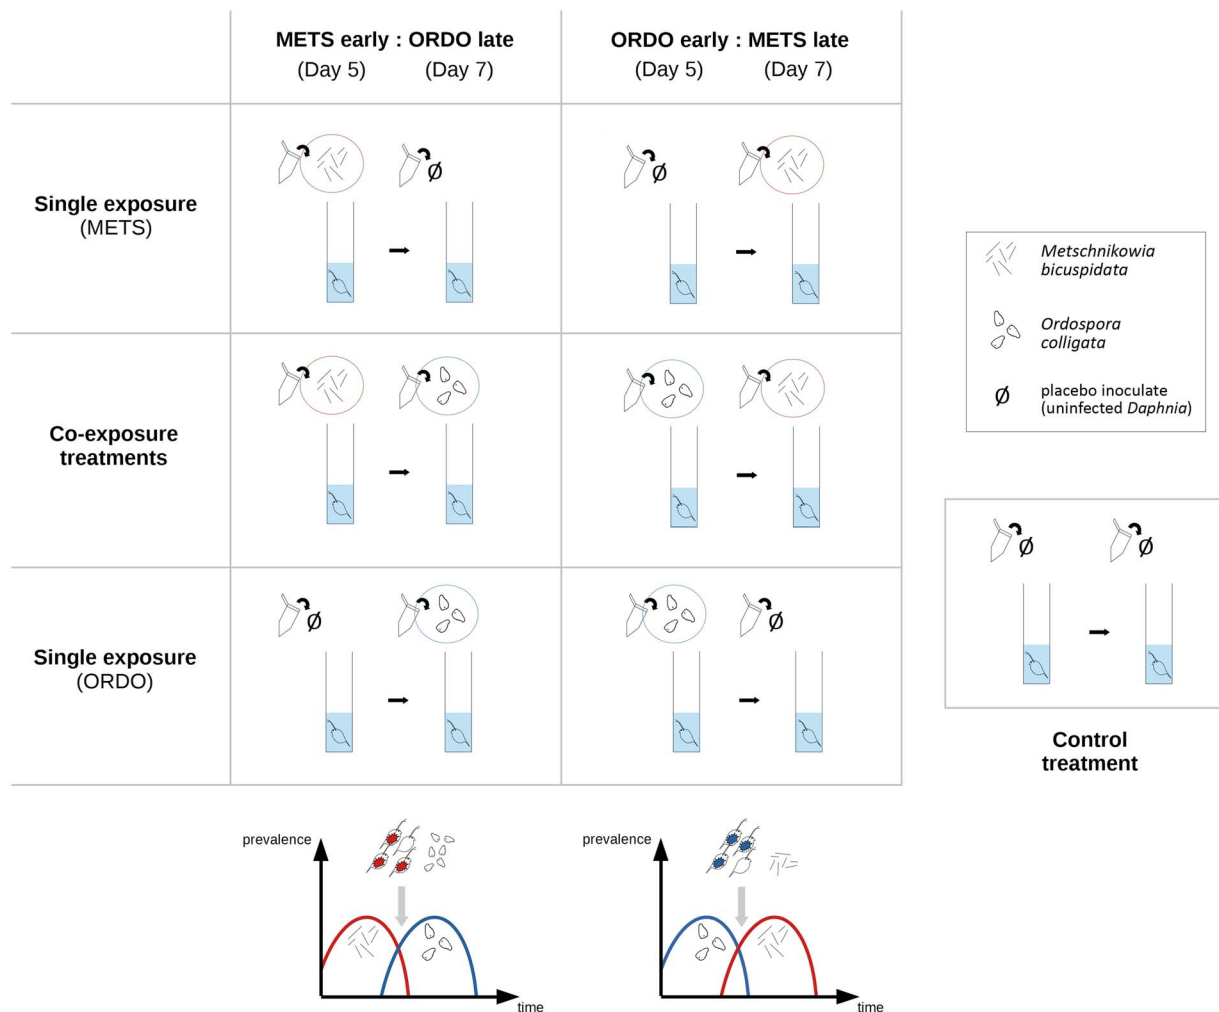 METS early : ORDO late
(Day 5) (Day 7)
ORDO early : METS late
(Day 5) (Day 7)
Single exposure
(METS)
Ø
Ø
Co-exposure
treatments
Single exposure
(ORDO)
Ø
Ø
Metschnikowia
bicuspidata
Ordospora
colligata
Ø placebo inoculate
(uninfected Daphnia)
Ø
Ø
Control
treatment
prevalence
time
prevalence
time